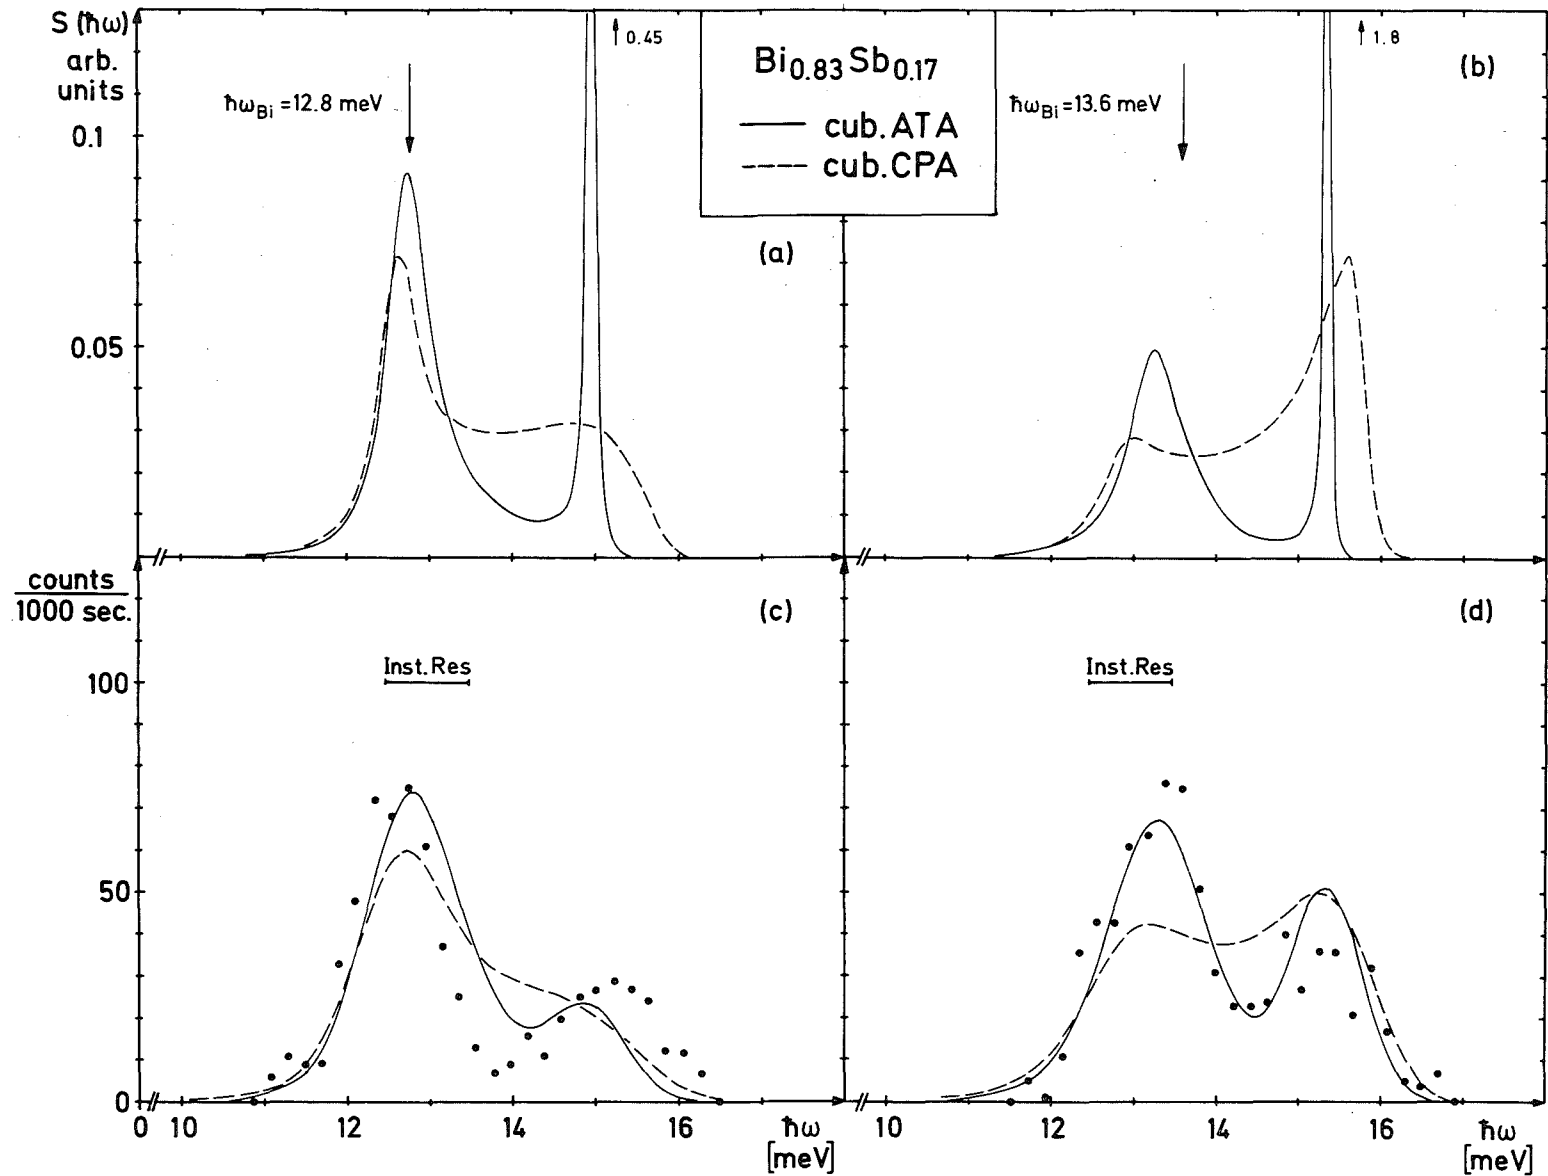 S (ħω)
arb.
units
0.1
0.05
ħω_Bi = 12.8 meV
↑ 0.45
(a)
Bi₀.₈₃Sb₀.₁₇
cub. ATA
cub. CPA
ħω_Bi = 13.6 meV
↑ 1.8
(b)
counts
1000 sec.
100
50
0
Inst.Res
(c)
Inst.Res
(d)
0 10 12 14 16 ħω
[meV]
10 12 14 16 ħω
[meV]